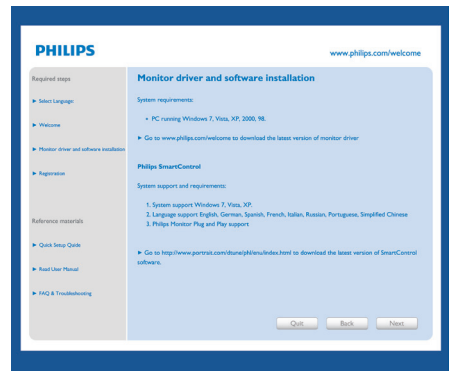 PHILIPS
www.philips.com/welcome
Required steps
Select Language:
Welcome
Monitor driver and software installation
Registration
Reference materials
Quick Setup Quide
Read User Manual
FAQ & Troubleshooting
Monitor driver and software installation
System requirements:
• PC running Windows 7, Vista, XP, 2000, 98.
Go to www.philips.com/welcome to download the latest version of monitor driver
Philips SmartControl
System support and requirements:
1. System support Windows 7, Vista, XP.
2. Language support English, German, Spanish, French, Italian, Russian, Portuguese, Simplified Chinese
3. Philips Monitor Plug and Play support
Go to http://www.portrait.com/dtune/phl/enu/index.html to download the latest version of SmartControl
software.
Quit
Back
Next